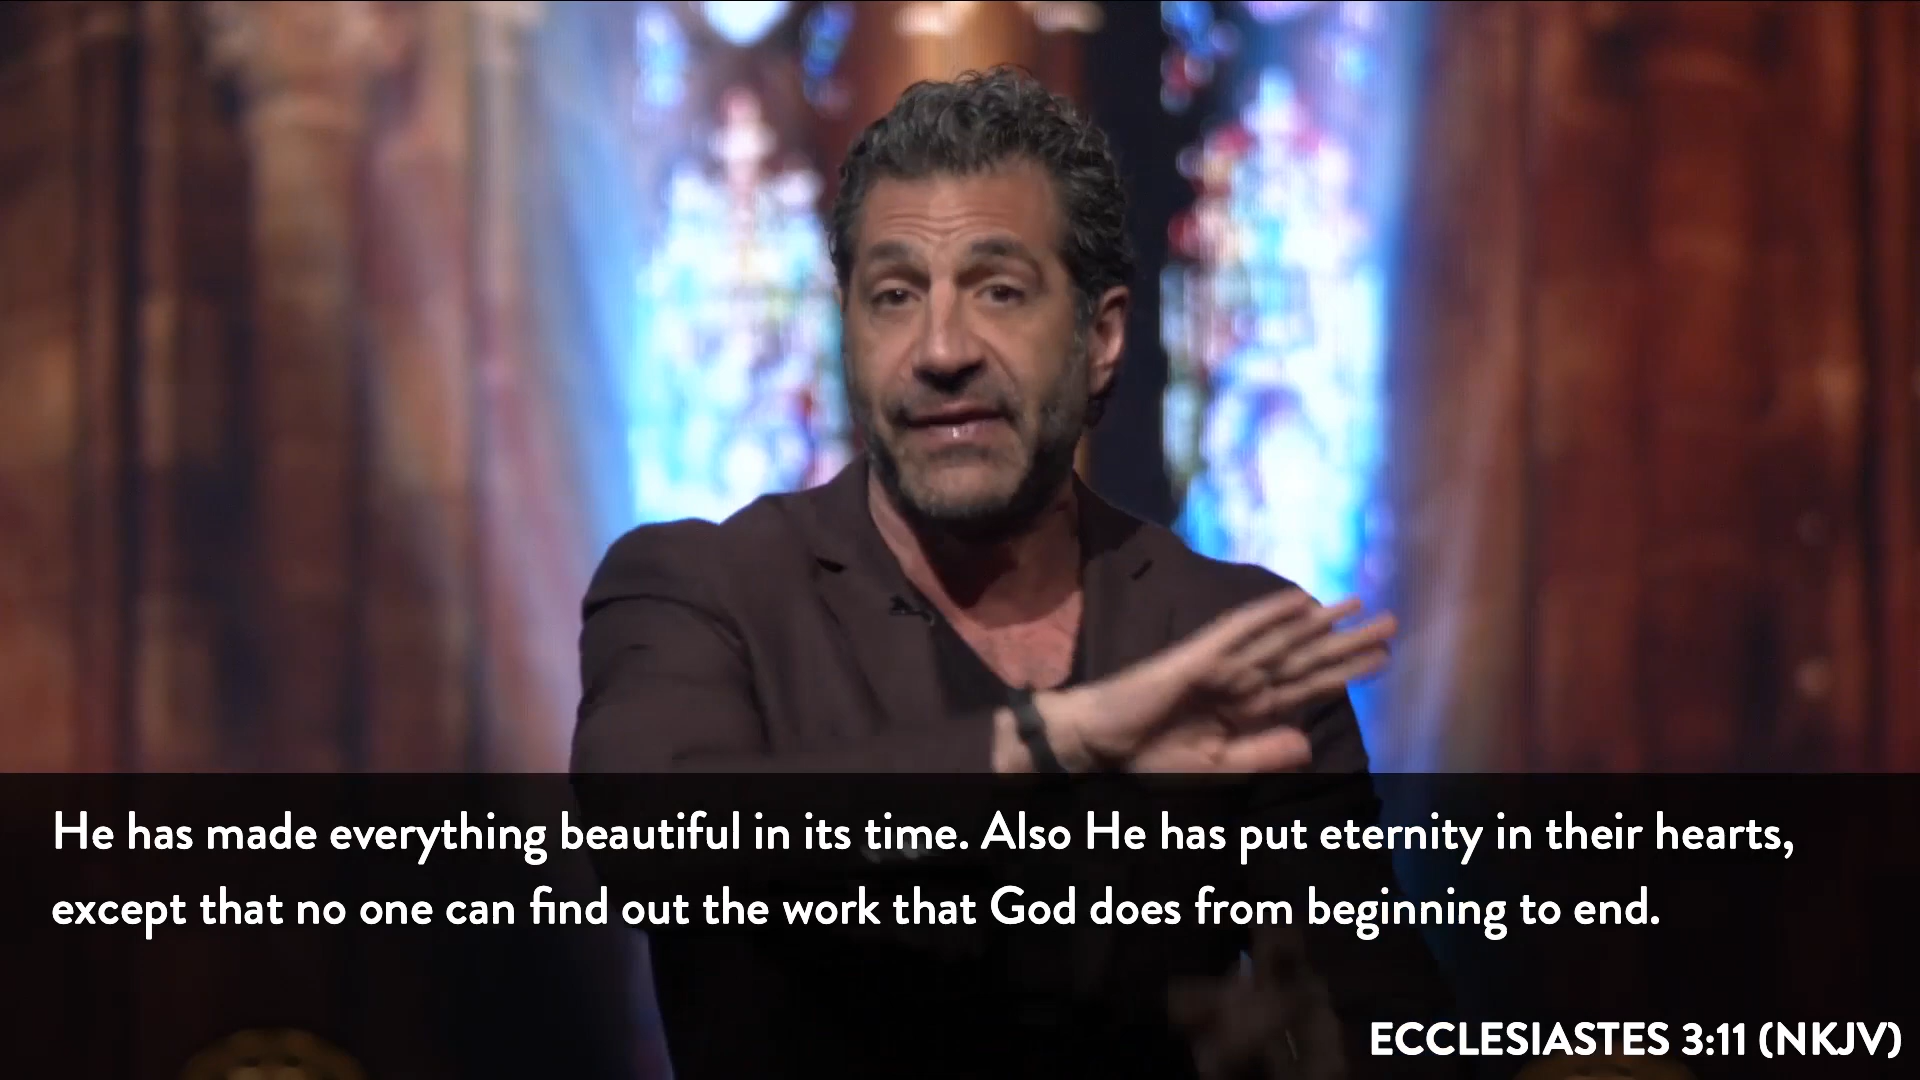 He has made everything beautiful in its time. Also He has put eternity in their hearts,
except that no one can find out the work that God does from beginning to end.
ECCLESIASTES 3:11 (NKJV)